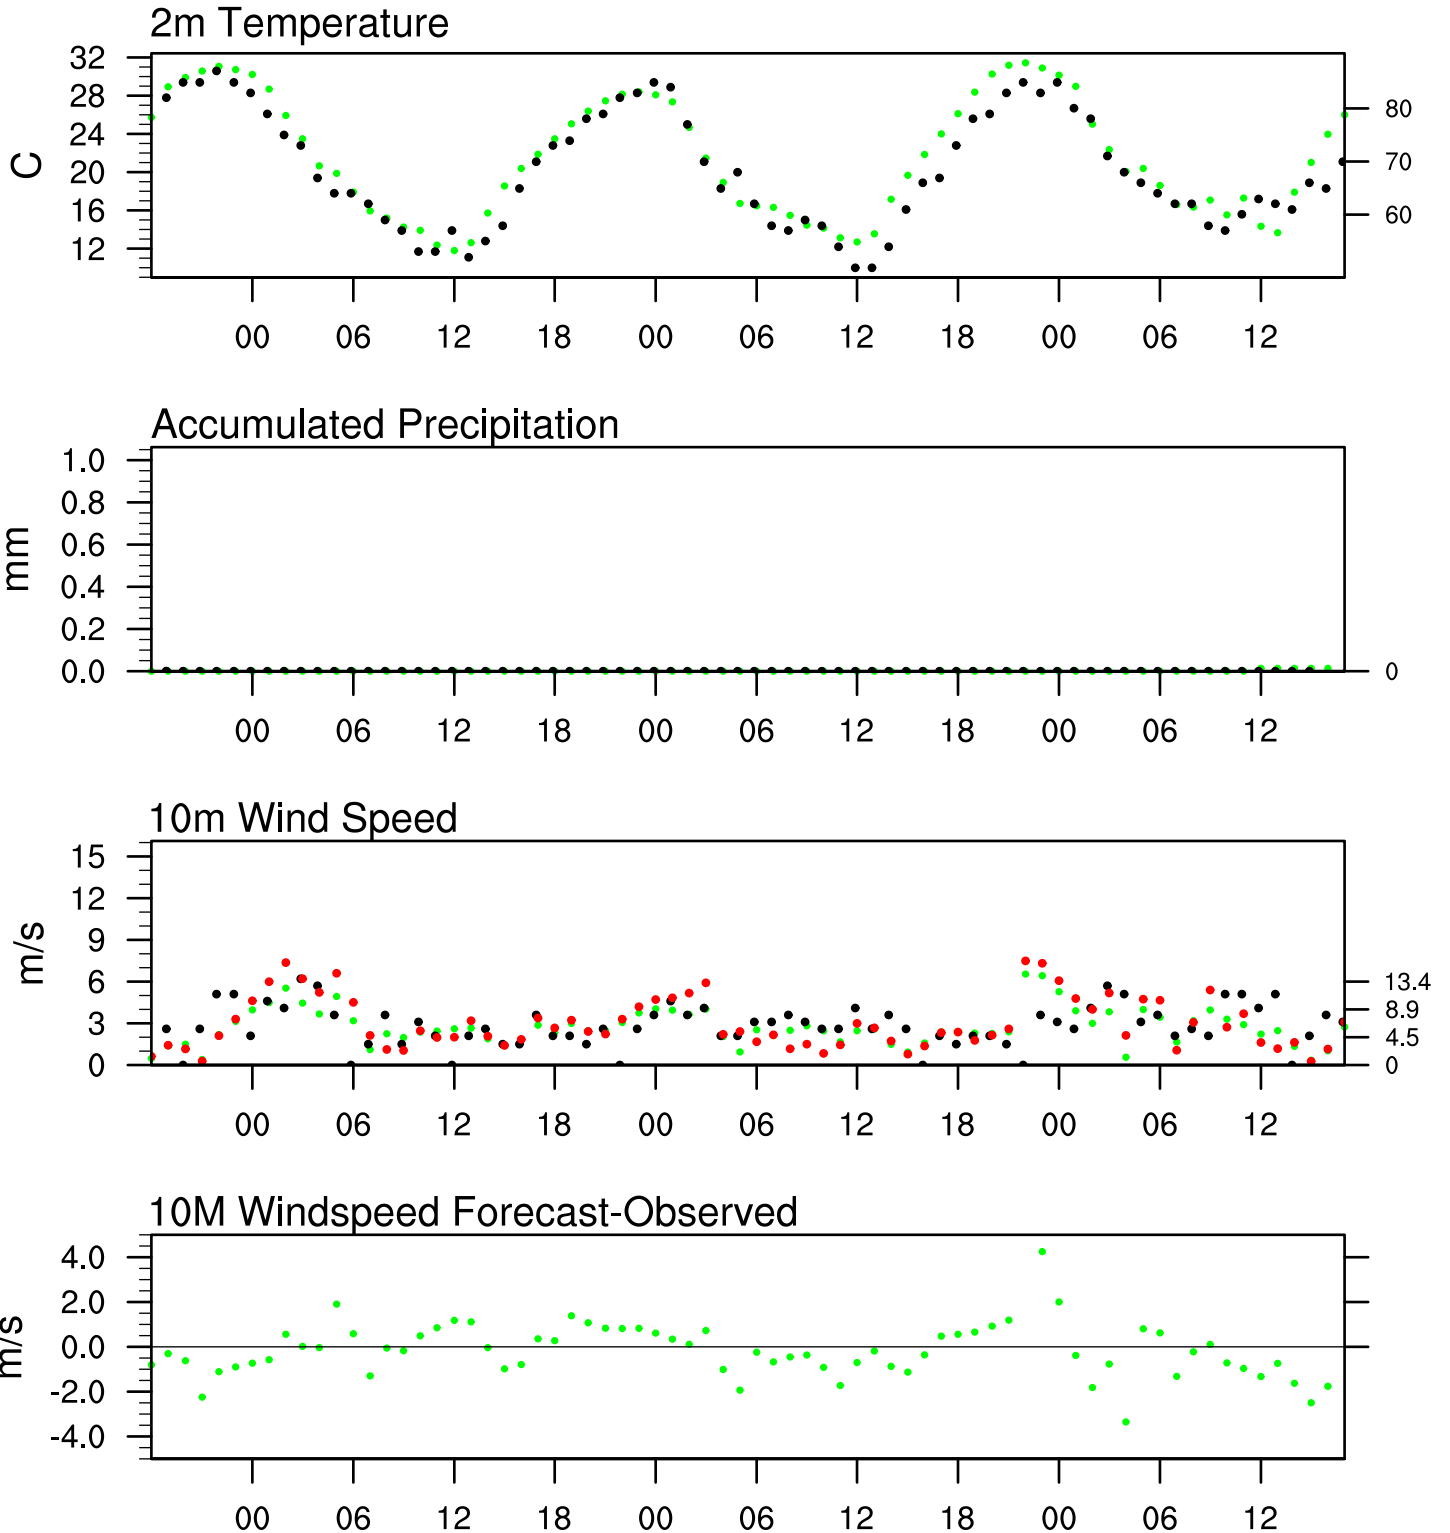 2m Temperature
32
28
24
20
16
12
C
80
70
60
00 06 12 18 00 06 12 18 00 06 12
Accumulated Precipitation
1.0
0.8
0.6
0.4
0.2
0.0
mm
0
00 06 12 18 00 06 12 18 00 06 12
10m Wind Speed
15
12
9
6
3
0
m/s
13.4
8.9
4.5
0
00 06 12 18 00 06 12 18 00 06 12
10M Windspeed Forecast-Observed
4.0
2.0
0.0
-2.0
-4.0
m/s
00 06 12 18 00 06 12 18 00 06 12